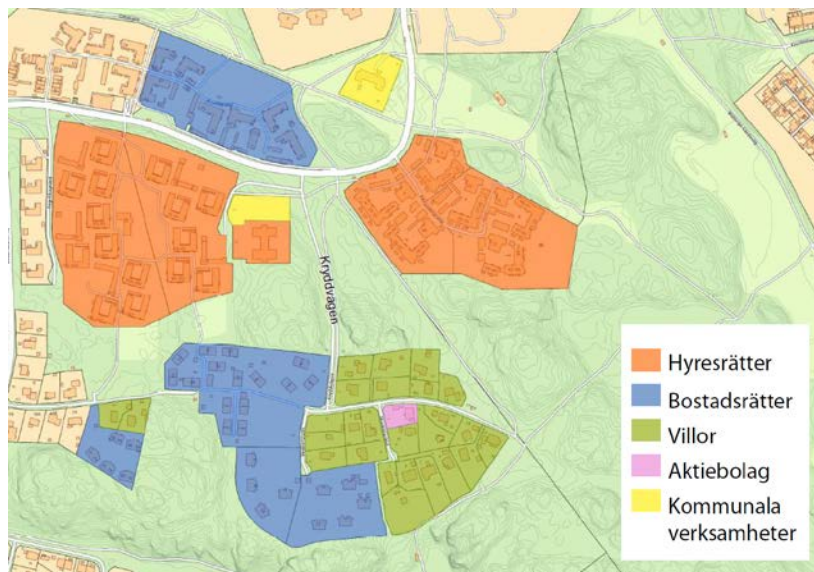 Kryddvägen
Hyresrätter
Bostadsrätter
Villor
Aktiebolag
Kommunala
verksamheter